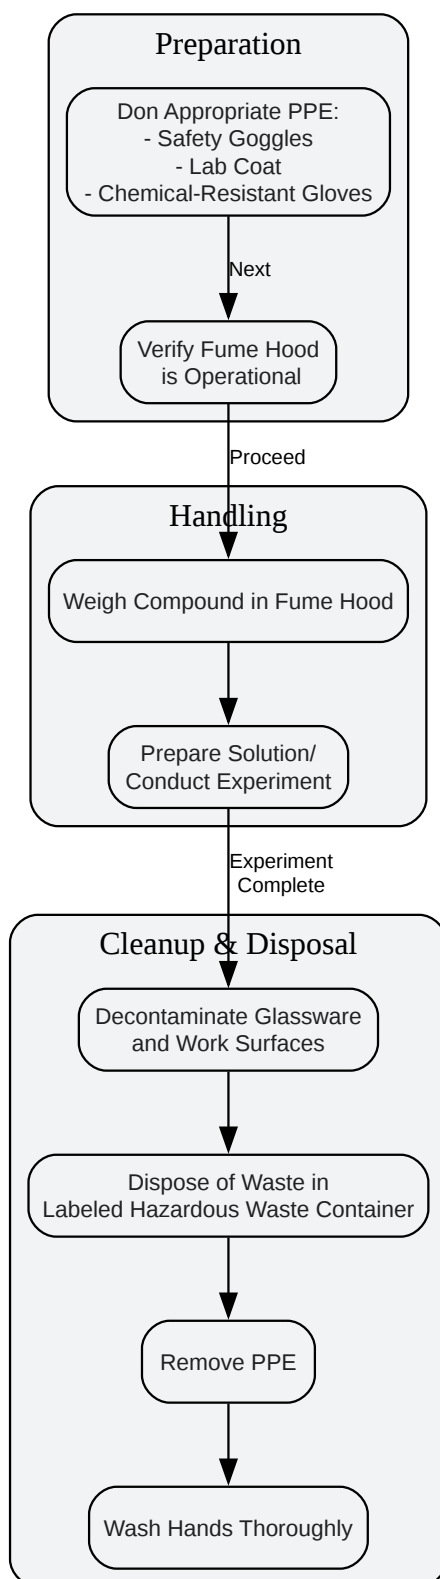 Preparation
Don Appropriate PPE:
- Safety Goggles
- Lab Coat
- Chemical-Resistant Gloves
Next
Verify Fume Hood
is Operational
Proceed
Handling
Weigh Compound in Fume Hood
Prepare Solution/
Conduct Experiment
Experiment
Complete
Cleanup & Disposal
Decontaminate Glassware
and Work Surfaces
Dispose of Waste in
Labeled Hazardous Waste Container
Remove PPE
Wash Hands Thoroughly